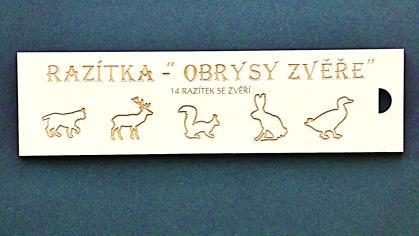 RAZÍTKA -“ OBRYSY ZVĚŘE”
14 RAZÍTEK SE ZVĚŘÍ